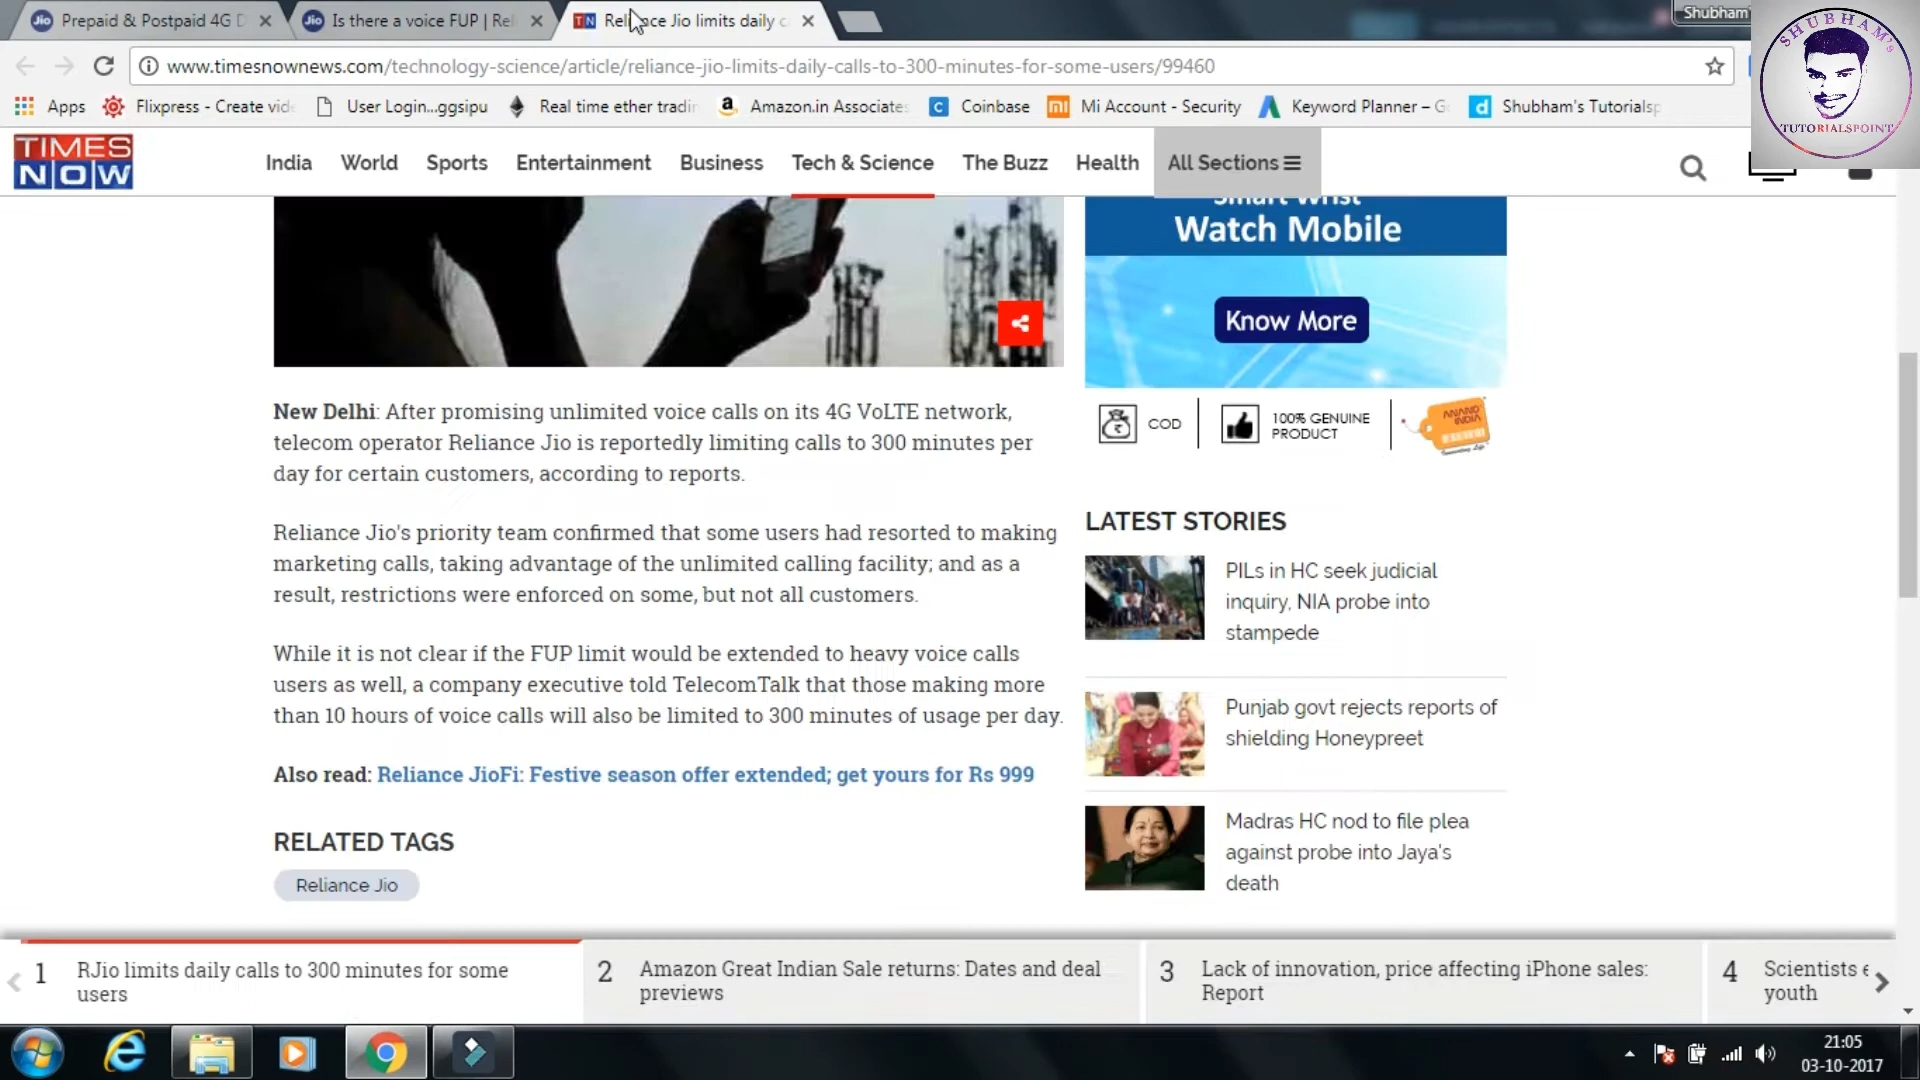 Prepaid & Postpaid 4G D
Is there a voice FUP | Rel
Reliance Jio limits daily c
Shubham'
www.timesnownews.com/technology-science/article/reliance-jio-limits-daily-calls-to-300-minutes-for-some-users/99460
Apps
Flixpress - Create vide
User Login...ggsipu
Real time ether tradin
Amazon.in Associates
Coinbase
Mi Account - Security
Keyword Planner – G
Shubham's Tutorialsp
SHUBHAM's
TUTORIALSPOINT
TIMES
NOW
India
World
Sports
Entertainment
Business
Tech & Science
The Buzz
Health
All Sections
Smart Wrist
Watch Mobile
Know More
COD
100% GENUINE
PRODUCT
ANAND
INDIA
New Delhi: After promising unlimited voice calls on its 4G VoLTE network,
telecom operator Reliance Jio is reportedly limiting calls to 300 minutes per
day for certain customers, according to reports.
Reliance Jio's priority team confirmed that some users had resorted to making
marketing calls, taking advantage of the unlimited calling facility; and as a
result, restrictions were enforced on some, but not all customers.
While it is not clear if the FUP limit would be extended to heavy voice calls
users as well, a company executive told TelecomTalk that those making more
than 10 hours of voice calls will also be limited to 300 minutes of usage per day.
Also read: Reliance JioFi: Festive season offer extended; get yours for Rs 999
RELATED TAGS
Reliance Jio
LATEST STORIES
PILs in HC seek judicial
inquiry, NIA probe into
stampede
Punjab govt rejects reports of
shielding Honeypreet
Madras HC nod to file plea
against probe into Jaya's
death
1 RJio limits daily calls to 300 minutes for some
users
2 Amazon Great Indian Sale returns: Dates and deal
previews
3 Lack of innovation, price affecting iPhone sales:
Report
4 Scientists e
youth
21:05
03-10-2017